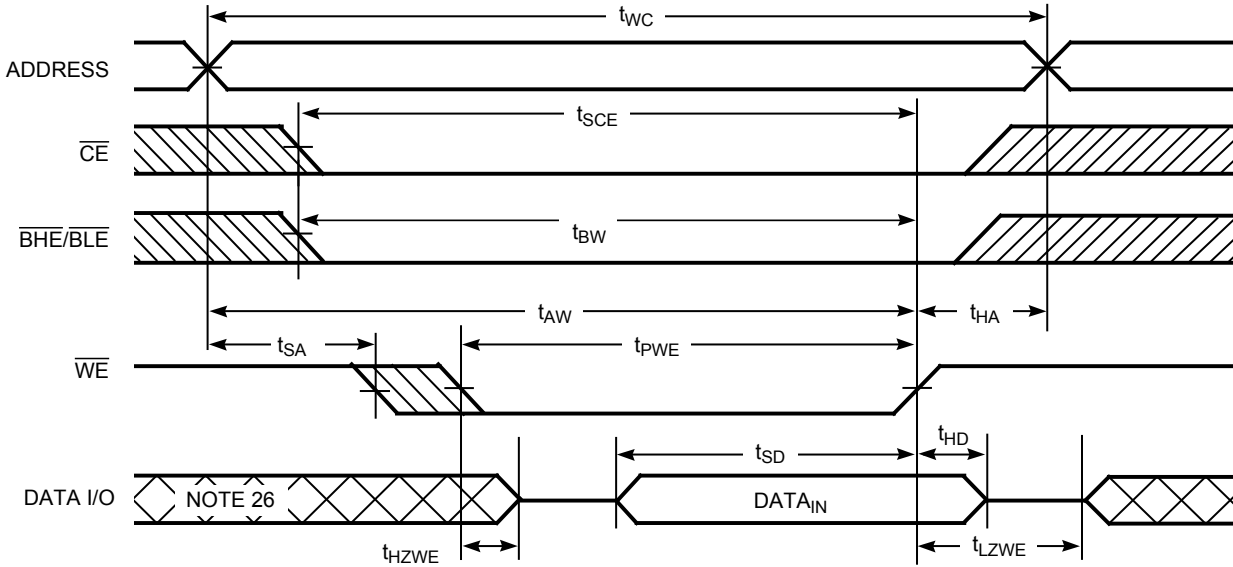 tWC
ADDRESS
tSCE
CE
tBW
BHE/BLE
tAW
tHA
tSA
tPWE
WE
tSD
tHD
DATA I/O
NOTE 26
DATAIN
tHZWE
tLZWE